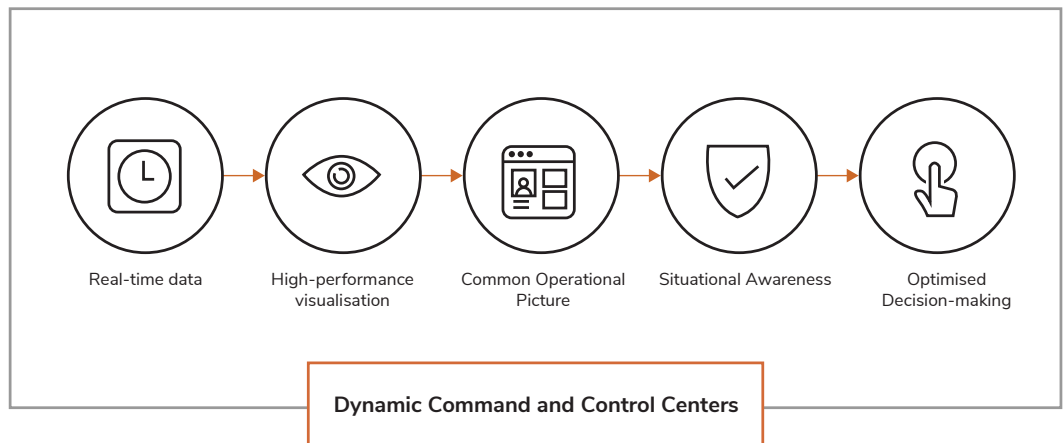 Real-time data
High-performance
visualisation
Common Operational
Picture
Situational Awareness
Optimised
Decision-making
Dynamic Command and Control Centers